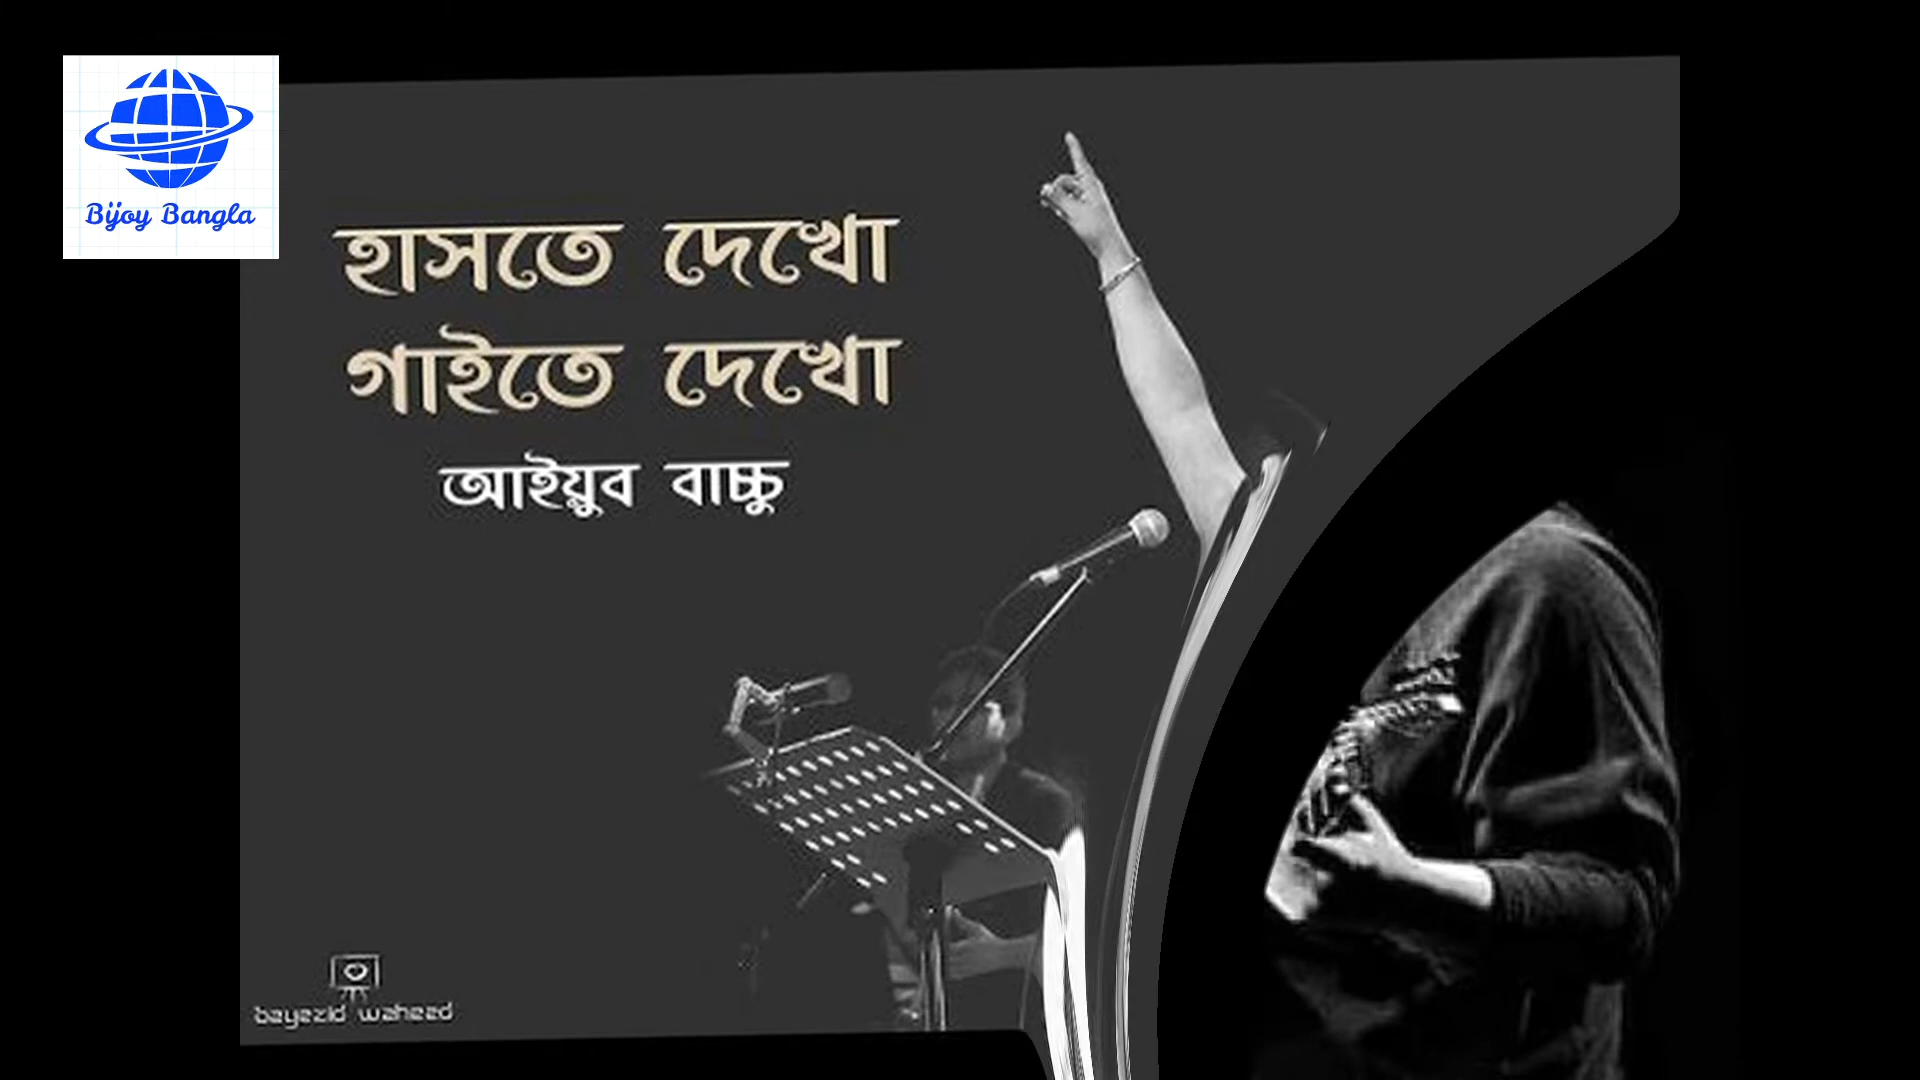 Bijoy Bangla
হাসতে দেখো
গাইতে দেখো
আইয়ুব বাচ্চু
bayezid waheed